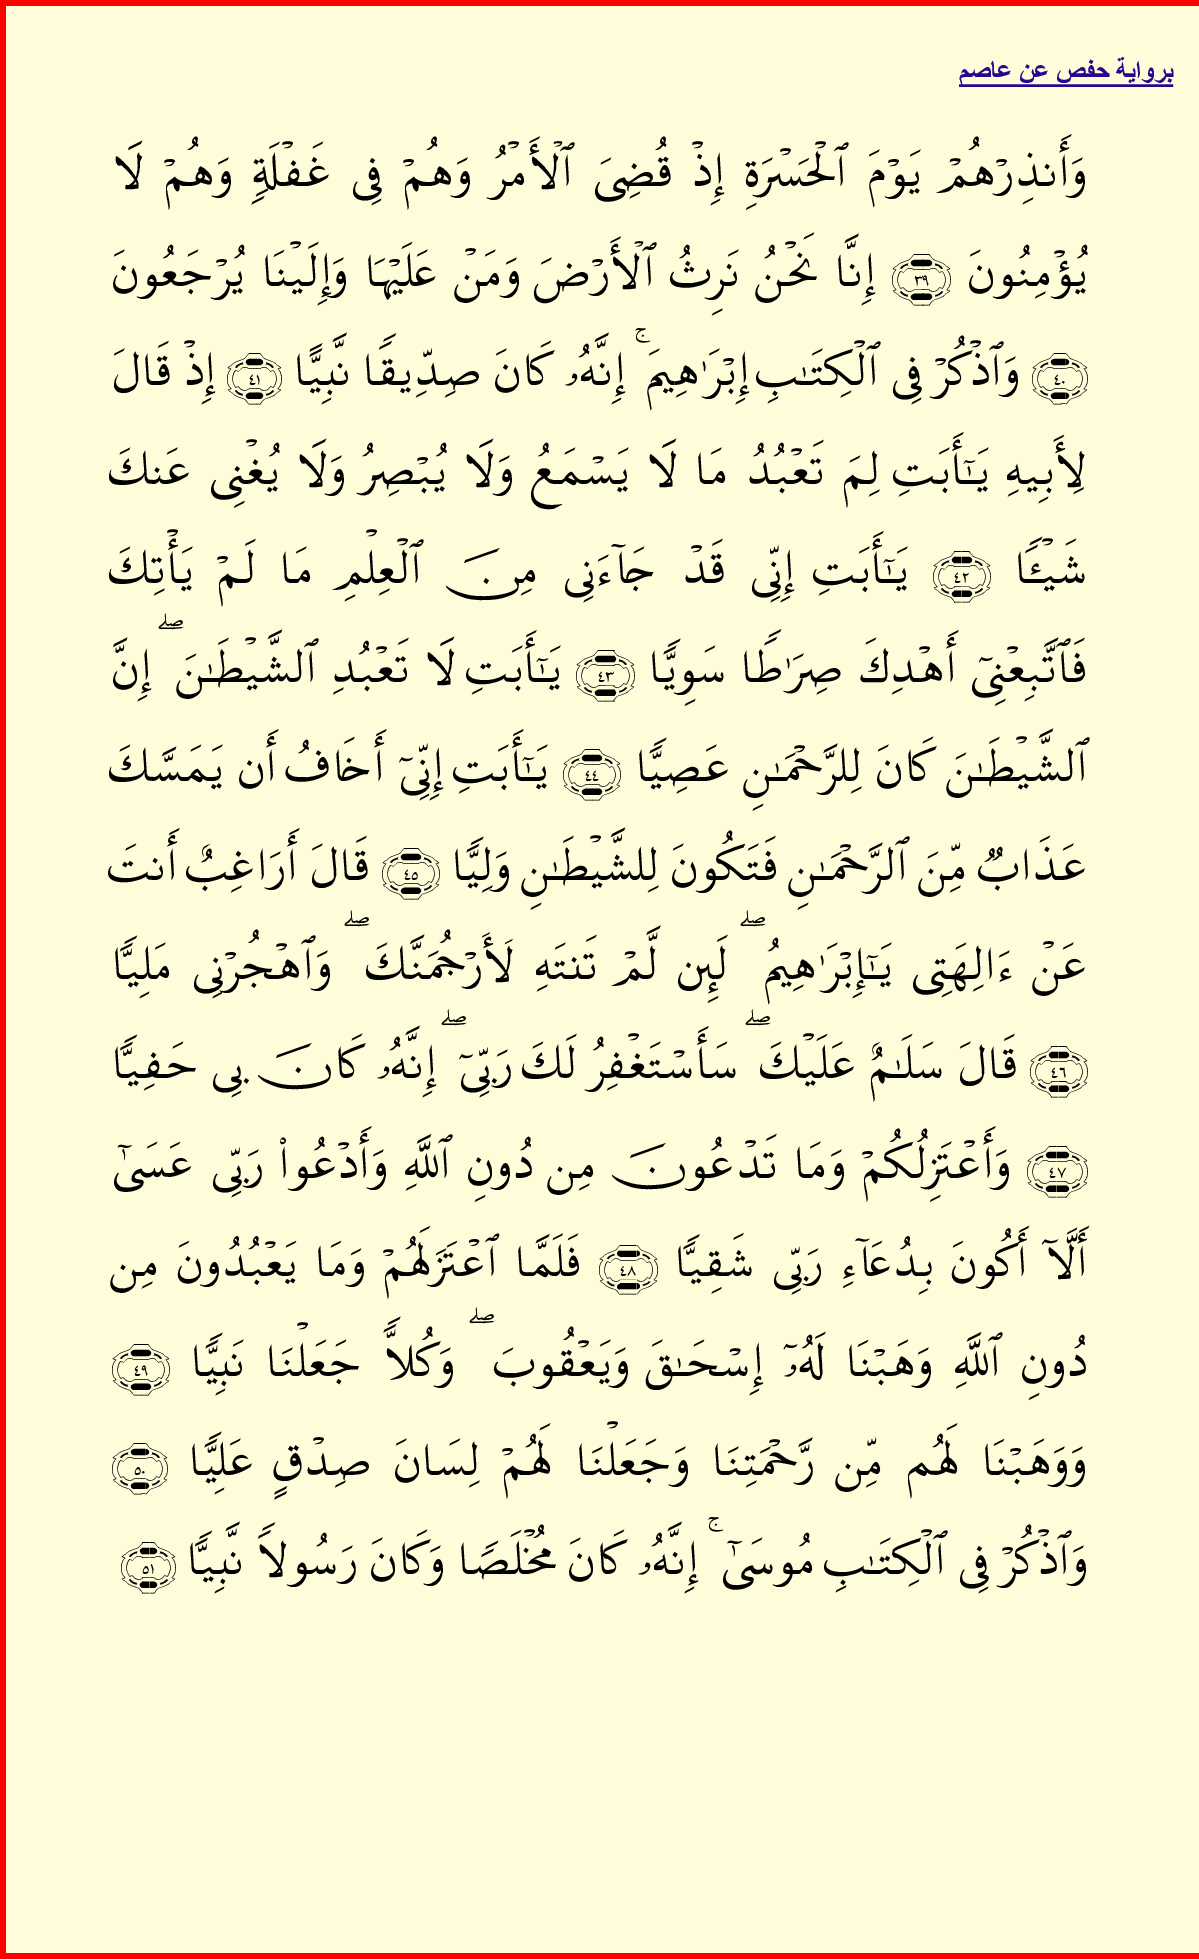 برواية حفص عن عاصم
وَأَنذِرْهُمْ يَوْمَ ٱلْحَسْرَةِ إِذْ قُضِىَ ٱلْأَمْرُ وَهُمْ فِى غَفْلَةٍ وَهُمْ لَا
يُؤْمِنُونَ ٣٩ إِنَّا نَحْنُ نَرِثُ ٱلْأَرْضَ وَمَنْ عَلَيْهَا وَإِلَيْنَا يُرْجَعُونَ
٤٠ وَٱذْكُرْ فِى ٱلْكِتَـٰبِ إِبْرَٰهِيمَ ۚ إِنَّهُۥ كَانَ صِدِّيقًا نَّبِيًّا ٤١ إِذْ قَالَ
لِأَبِيهِ يَـٰٓأَبَتِ لِمَ تَعْبُدُ مَا لَا يَسْمَعُ وَلَا يُبْصِرُ وَلَا يُغْنِى عَنكَ
شَيْـًٔا ٤٢ يَـٰٓأَبَتِ إِنِّى قَدْ جَآءَنِى مِنَ ٱلْعِلْمِ مَا لَمْ يَأْتِكَ
فَٱتَّبِعْنِىٓ أَهْدِكَ صِرَٰطًا سَوِيًّا ٤٣ يَـٰٓأَبَتِ لَا تَعْبُدِ ٱلشَّيْطَـٰنَ ۖ إِنَّ
ٱلشَّيْطَـٰنَ كَانَ لِلرَّحْمَـٰنِ عَصِيًّا ٤٤ يَـٰٓأَبَتِ إِنِّىٓ أَخَافُ أَن يَمَسَّكَ
عَذَابٌ مِّنَ ٱلرَّحْمَـٰنِ فَتَكُونَ لِلشَّيْطَـٰنِ وَلِيًّا ٤٥ قَالَ أَرَاغِبٌ أَنتَ
عَنْ ءَالِهَتِى يَـٰٓإِبْرَٰهِيمُ ۖ لَئِن لَّمْ تَنتَهِ لَأَرْجُمَنَّكَ ۖ وَٱهْجُرْنِى مَلِيًّا
٤٦ قَالَ سَلَـٰمٌ عَلَيْكَ ۖ سَأَسْتَغْفِرُ لَكَ رَبِّىٓ ۖ إِنَّهُۥ كَانَ بِى حَفِيًّا
٤٧ وَأَعْتَزِلُكُمْ وَمَا تَدْعُونَ مِن دُونِ ٱللَّهِ وَأَدْعُوا۟ رَبِّى عَسَىٰٓ
أَلَّآ أَكُونَ بِدُعَآءِ رَبِّى شَقِيًّا ٤٨ فَلَمَّا ٱعْتَزَلَهُمْ وَمَا يَعْبُدُونَ مِن
دُونِ ٱللَّهِ وَهَبْنَا لَهُۥٓ إِسْحَـٰقَ وَيَعْقُوبَ ۖ وَكُلًّا جَعَلْنَا نَبِيًّا ٤٩
وَوَهَبْنَا لَهُم مِّن رَّحْمَتِنَا وَجَعَلْنَا لَهُمْ لِسَانَ صِدْقٍ عَلِيًّا ٥٠
وَٱذْكُرْ فِى ٱلْكِتَـٰبِ مُوسَىٰٓ ۚ إِنَّهُۥ كَانَ مُخْلَصًا وَكَانَ رَسُولًا نَّبِيًّا ٥١